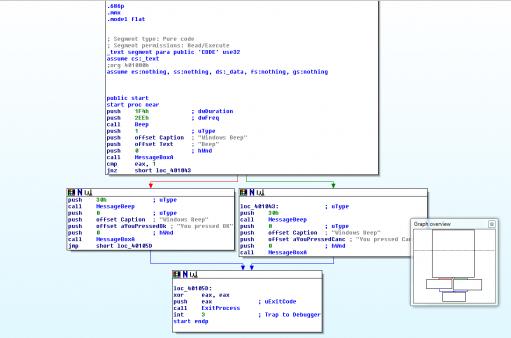 .686p
.mmx
.model flat
; Segment type: Pure code
; Segment permissions: Read/Execute
_text segment para public 'CODE' use32
assume cs:_text
;org 401000h
assume es:nothing, ss:nothing, ds:_data, fs:nothing, gs:nothing
public start
start proc near
push 1F4h ; dwDuration
push 2EEh ; dwFreq
call Beep
push 1 ; uType
push offset Caption ; "Windows Beep"
push offset Text ; "Beep"
push 0 ; hWnd
call MessageBoxA
cmp eax, 1
jnz short loc_401043
push 30h ; uType
call MessageBeep
push 0 ; uType
push offset Caption ; "Windows Beep"
push offset aYouPressedOk ; "You pressed OK"
push 0 ; hWnd
call MessageBoxA
jmp short loc_40105D
loc_401043: ; uType
push 30h
call MessageBeep
push 0 ; uType
push offset Caption ; "Windows Beep"
push offset aYouPressedCanc ; "You pressed Can
push 0 ; hWnd
call MessageBoxA
Graph overview
loc_40105D:
xor eax, eax
push eax ; uExitCode
call ExitProcess
int 3 ; Trap to Debugger
start endp